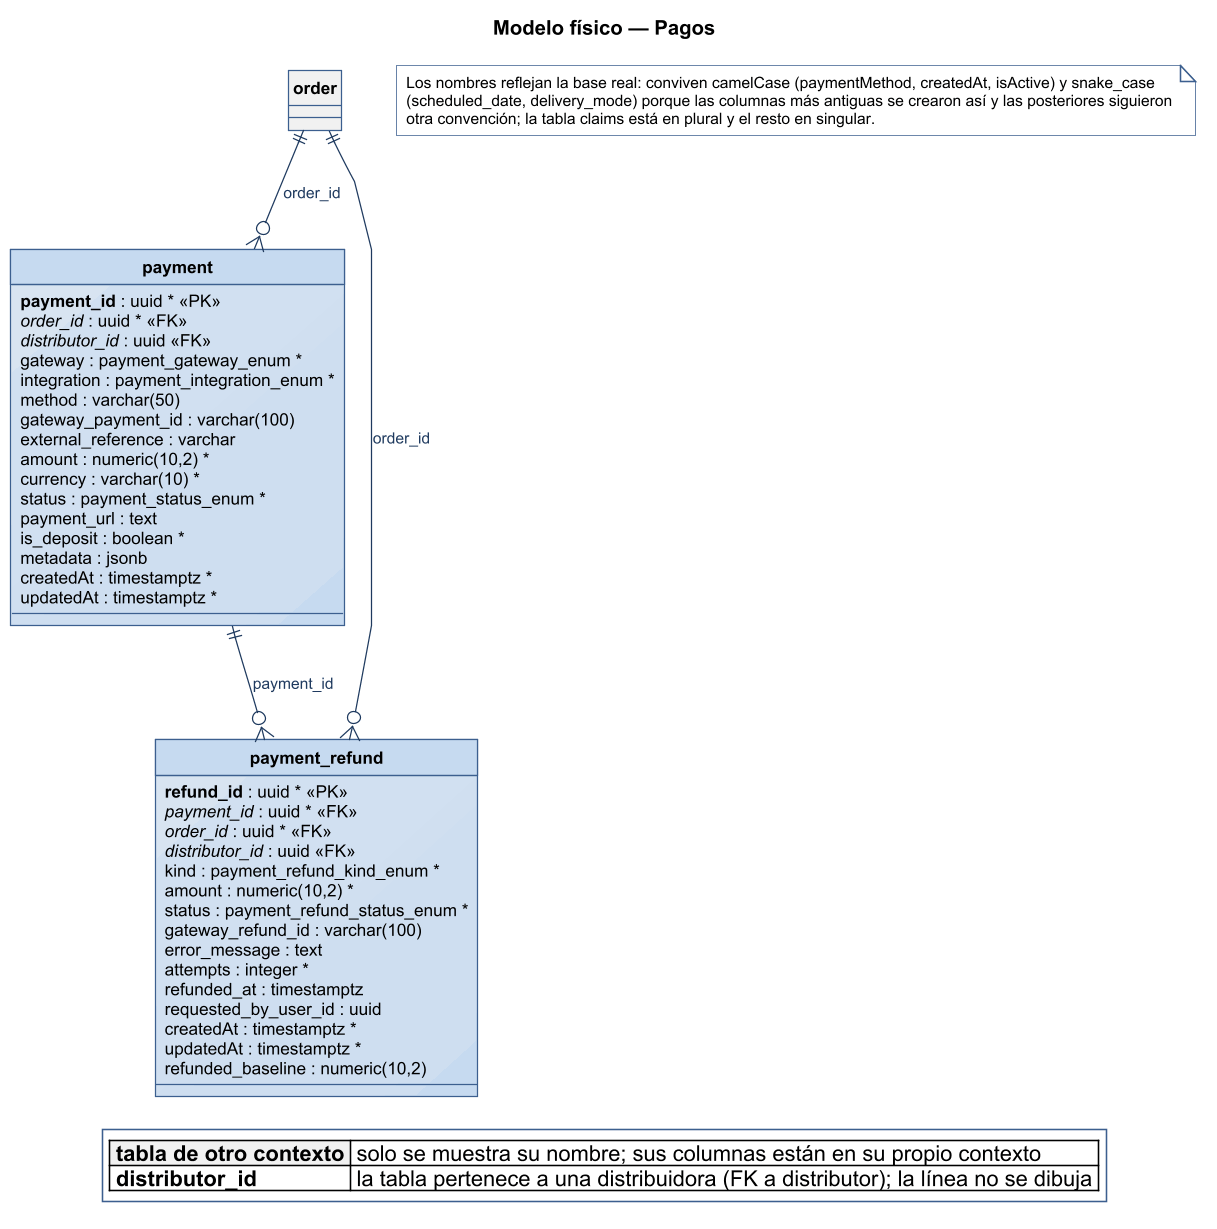 Modelo físico — Pagos
order
Los nombres reflejan la base real: conviven camelCase (paymentMethod, createdAt, isActive) y snake_case
(scheduled_date, delivery_mode) porque las columnas más antiguas se crearon así y las posteriores siguieron
otra convención; la tabla claims está en plural y el resto en singular.
order_id
payment
payment_id : uuid * «PK»
order_id : uuid * «FK»
distributor_id : uuid «FK»
gateway : payment_gateway_enum *
integration : payment_integration_enum *
method : varchar(50)
gateway_payment_id : varchar(100)
external_reference : varchar
amount : numeric(10,2) *
currency : varchar(10) *
status : payment_status_enum *
payment_url : text
is_deposit : boolean *
metadata : jsonb
createdAt : timestamptz *
updatedAt : timestamptz *
order_id
payment_id
payment_refund
refund_id : uuid * «PK»
payment_id : uuid * «FK»
order_id : uuid * «FK»
distributor_id : uuid «FK»
kind : payment_refund_kind_enum *
amount : numeric(10,2) *
status : payment_refund_status_enum *
gateway_refund_id : varchar(100)
error_message : text
attempts : integer *
refunded_at : timestamptz
requested_by_user_id : uuid
createdAt : timestamptz *
updatedAt : timestamptz *
refunded_baseline : numeric(10,2)
tabla de otro contexto solo se muestra su nombre; sus columnas están en su propio contexto
distributor_id la tabla pertenece a una distribuidora (FK a distributor); la línea no se dibuja